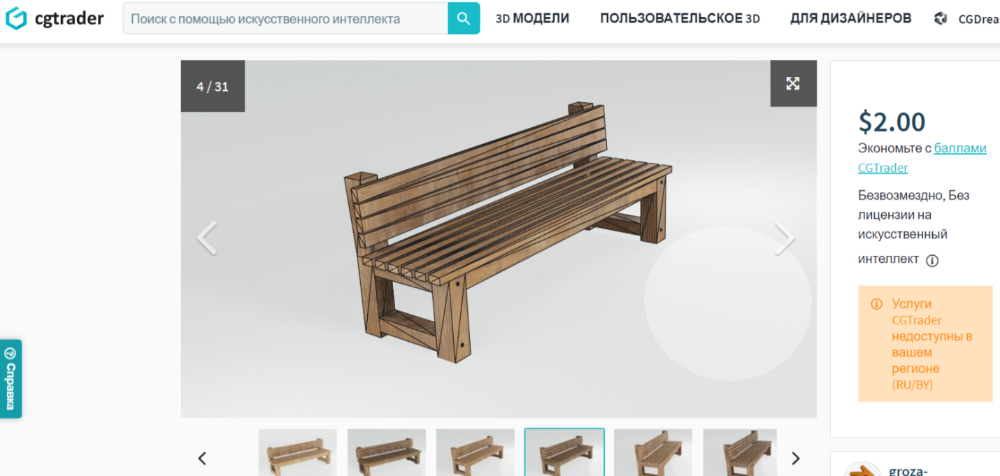 cgtrader
Поиск с помощью искусственного интеллекта
3D МОДЕЛИ
ПОЛЬЗОВАТЕЛЬСКОЕ 3D
ДЛЯ ДИЗАЙНЕРОВ
CGDrea
4 / 31
$2.00
Экономьте с баллами
CGTrader
Безвозмездно, Без
лицензии на
искусственный
интеллект
Услуги
CGTrader
недоступны в
вашем
регионе
(RU/BY)
Справка
groza-